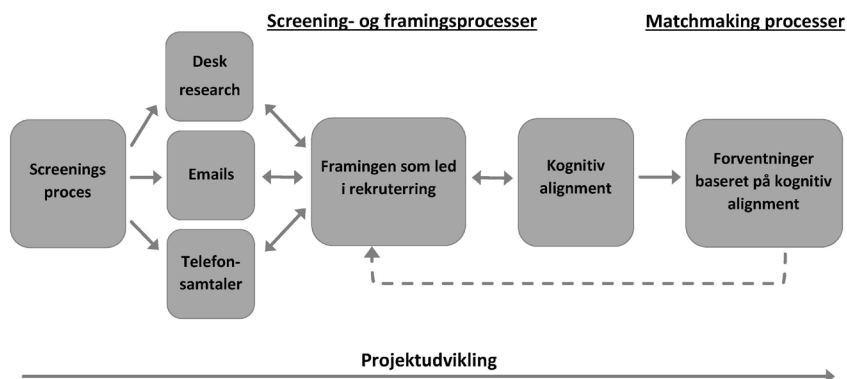 Screening- og framingsprocesser
Matchmaking processer
Desk
research
Screenings
proces
Emails
Telefon-
samtaler
Framingen som led
i rekruterring
Kognitiv
alignment
Forventninger
baseret på kognitiv
alignment
Projektudvikling